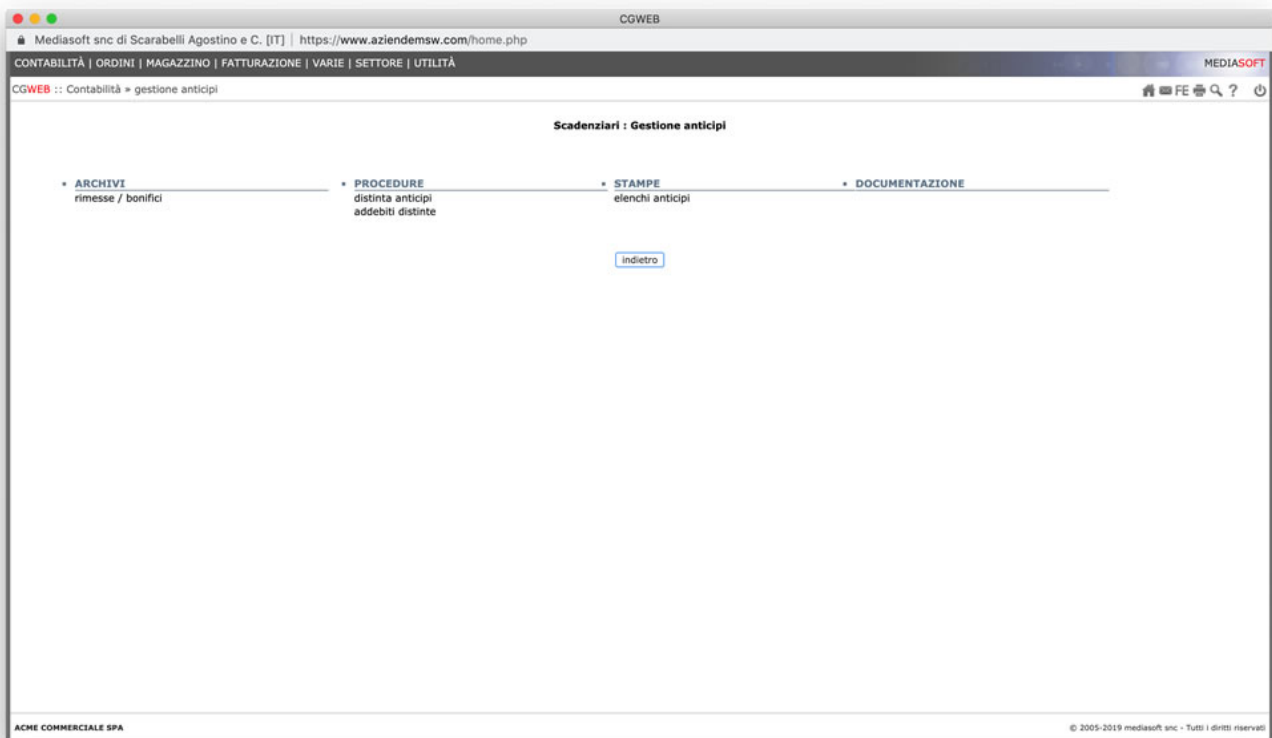 CGWEB
Mediasoft snc di Scarabelli Agostino e C. [IT] | https://www.aziendemsw.com/home.php
CONTABILITÀ | ORDINI | MAGAZZINO | FATTURAZIONE | VARIE | SETTORE | UTILITÀ MEDIASOFT
CGWEB :: Contabilità » gestione anticipi FE ?
Scadenziari : Gestione anticipi
• ARCHIVI • PROCEDURE • STAMPE • DOCUMENTAZIONE
rimesse / bonifici distinta anticipi elenchi anticipi
addebiti distinte
indietro
ACME COMMERCIALE SPA © 2005-2019 mediasoft snc - Tutti i diritti riservati